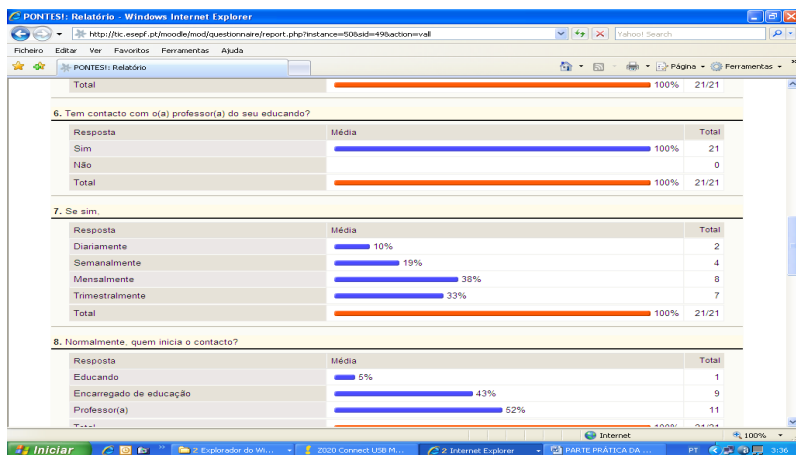 PONTES!: Relatório - Windows Internet Explorer
http://tic.esepf.pt/moodle/mod/questionnaire/report.php?instance=50&sid=49&action=vall
Yahoo! Search
Ficheiro Editar Ver Favoritos Ferramentas Ajuda
PONTES!: Relatório
Página Ferramentas
Total 100% 21/21
6. Tem contacto com o(a) professor(a) do seu educando?
Resposta Média Total
Sim 100% 21
Não 0
Total 100% 21/21
7. Se sim,
Resposta Média Total
Diariamente 10% 2
Semanalmente 19% 4
Mensalmente 38% 8
Trimestralmente 33% 7
Total 100% 21/21
8. Normalmente, quem inicia o contacto?
Resposta Média Total
Educando 5% 1
Encarregado de educação 43% 9
Professor(a) 52% 11
Total 100% 21/21
Internet 100%
Iniciar 2 Explorador do Wi... Z020 Connect USB M... 2 Internet Explorer PARTE PRÁTICA DA ... PT 3:36